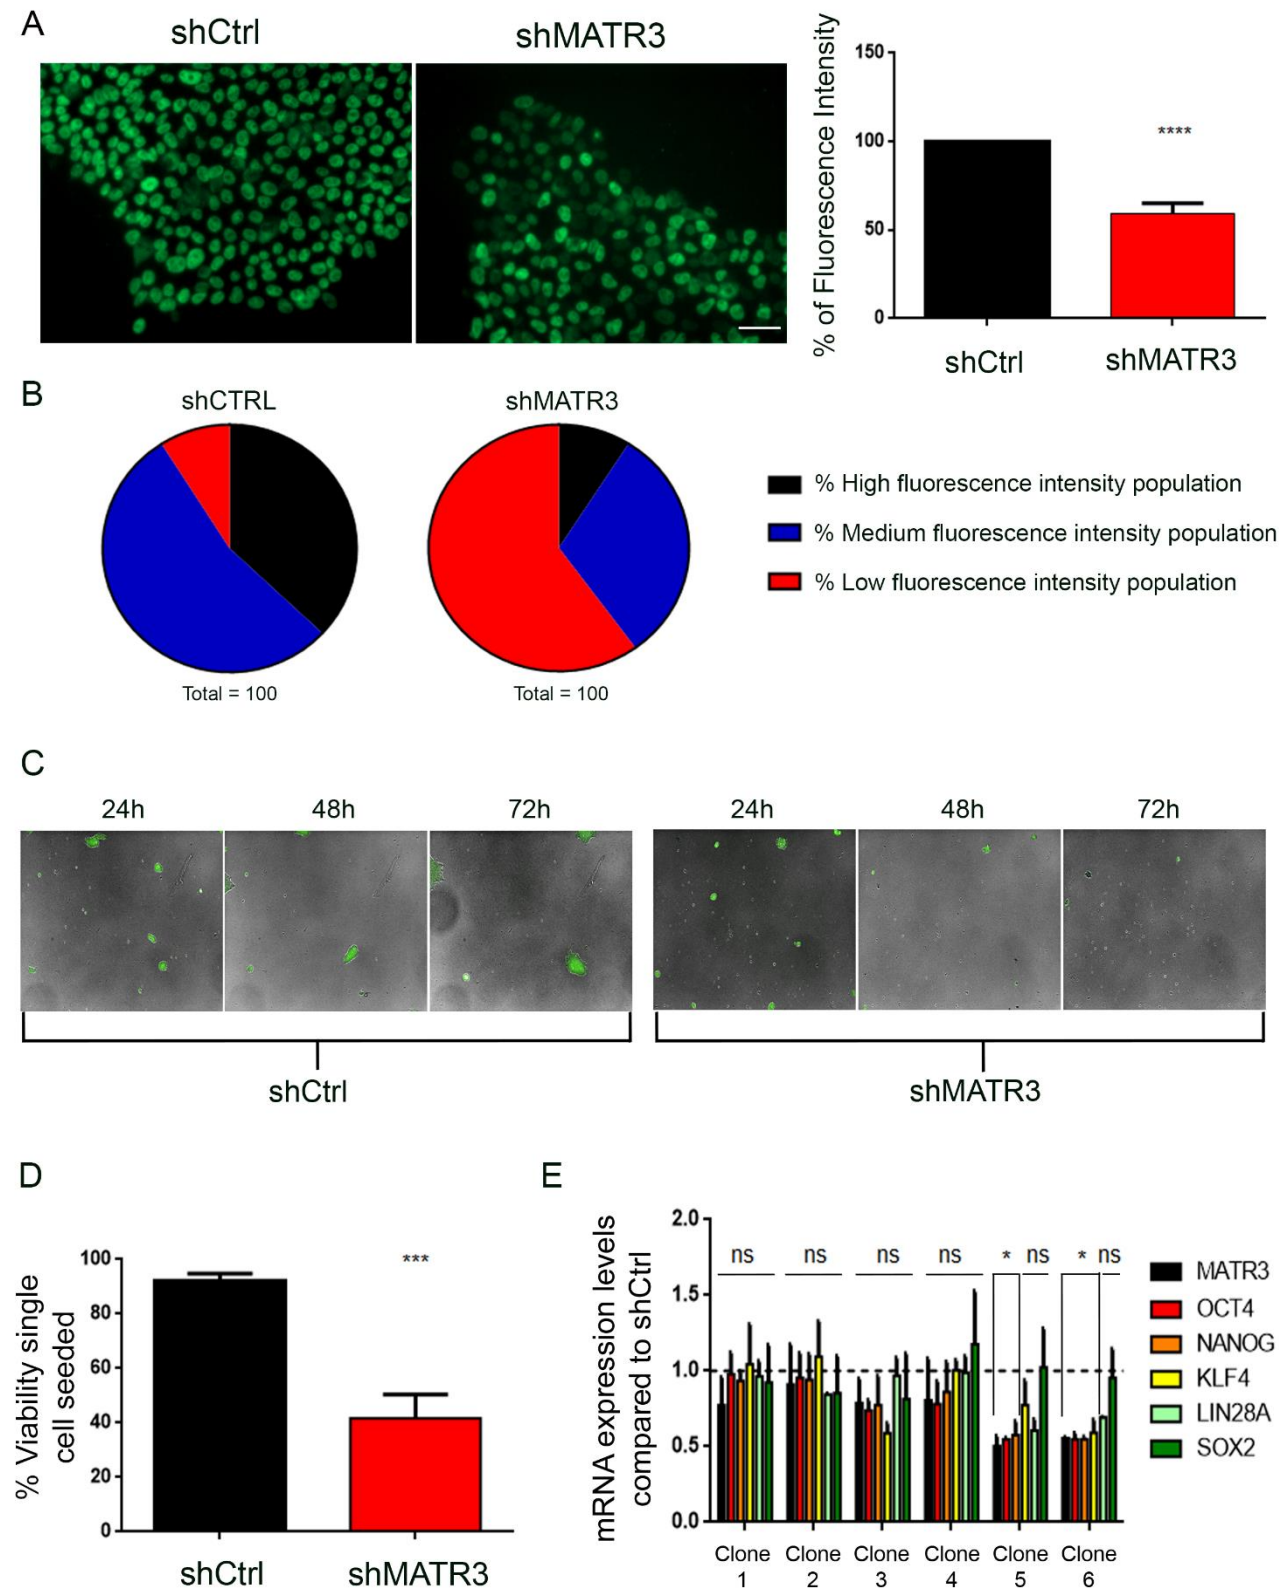 A
shCtrl
shMATR3
% of Fluorescence Intensity
150
100
50
0
****
shCtrl
shMATR3
B
shCTRL
shMATR3
Total = 100
Total = 100
% High fluorescence intensity population
% Medium fluorescence intensity population
% Low fluorescence intensity population
C
24h
48h
72h
24h
48h
72h
shCtrl
shMATR3
D
% Viability single
cell seeded
100
80
60
40
20
0
***
shCtrl
shMATR3
E
mRNA expression levels
compared to shCtrl
2.0
1.5
1.0
0.5
0.0
ns
ns
ns
ns
*
ns
*
ns
Clone
1
Clone
2
Clone
3
Clone
4
Clone
5
Clone
6
MATR3
OCT4
NANOG
KLF4
LIN28A
SOX2